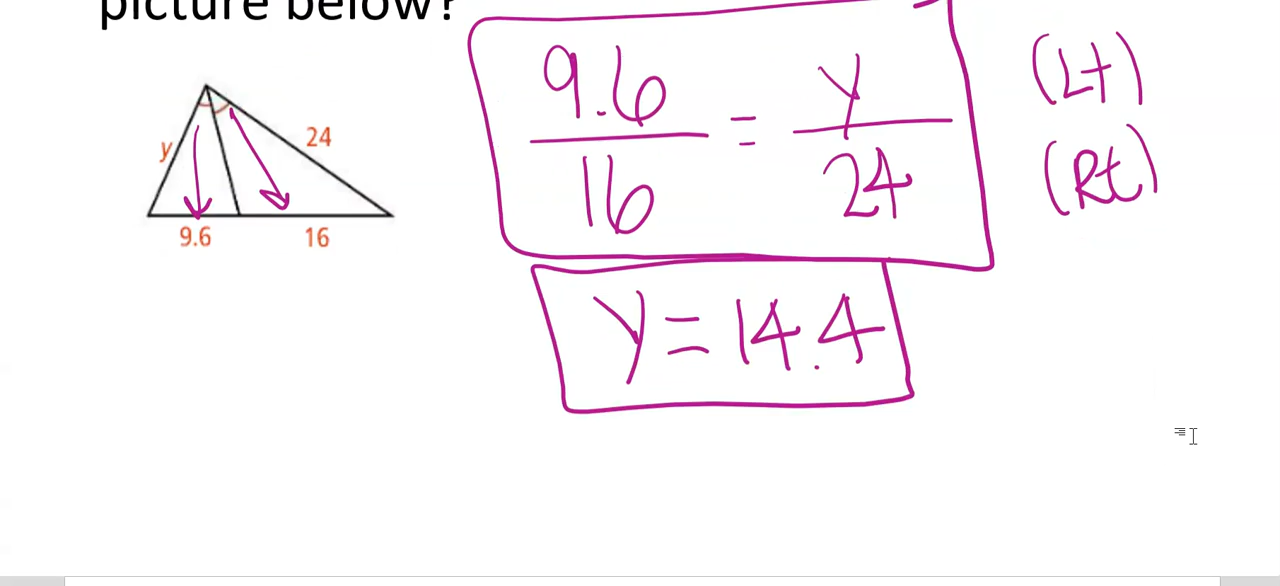 picture below?
9.6 y (Lt)
— = —
16 24 (Rt)
y 24
9.6 16
y = 14.4